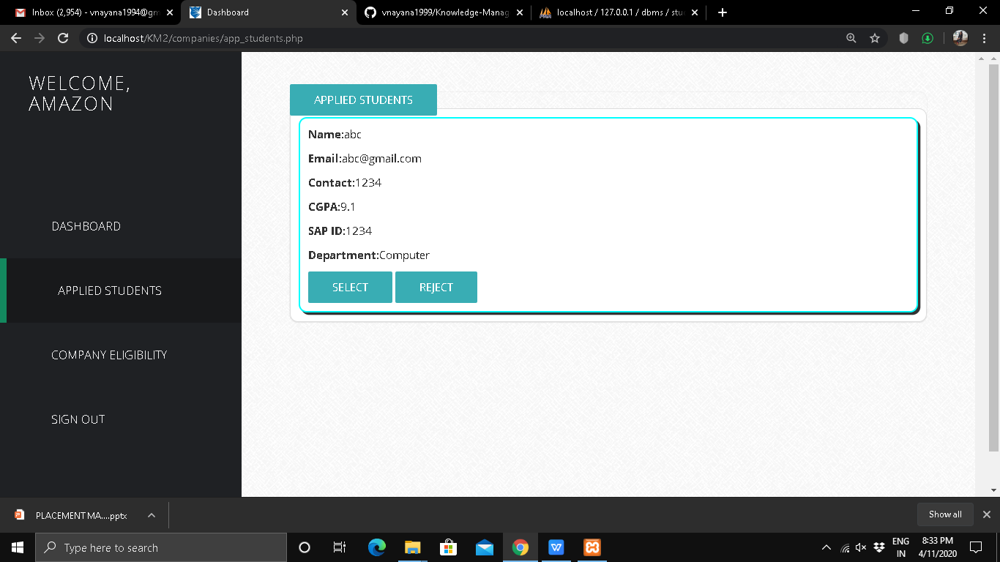 Inbox (2,954) - vnayana1994@gm
Dashboard
vnayana1999/Knowledge-Manag
localhost / 127.0.0.1 / dbms / stu
localhost/KM2/companies/app_students.php
WELCOME,
AMAZON
DASHBOARD
APPLIED STUDENTS
COMPANY ELIGIBILITY
SIGN OUT
APPLIED STUDENTS
Name:abc
Email:abc@gmail.com
Contact:1234
CGPA:9.1
SAP ID:1234
Department:Computer
SELECT REJECT
PLACEMENT MA....pptx
Show all
Type here to search
ENG
IN
8:33 PM
4/11/2020